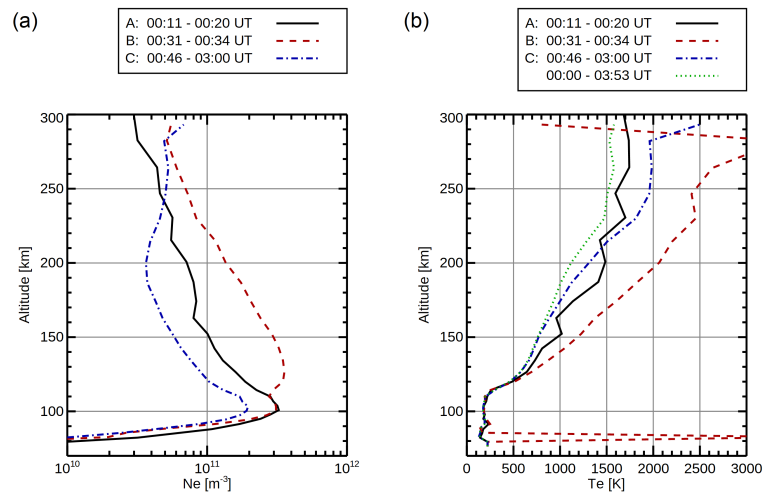 (a)
A: 00:11 - 00:20 UT
B: 00:31 - 00:34 UT
C: 00:46 - 03:00 UT
300
250
200
150
100
Altitude [km]
10^10 10^11 10^12
Ne [m^-3]
(b)
A: 00:11 - 00:20 UT
B: 00:31 - 00:34 UT
C: 00:46 - 03:00 UT
00:00 - 03:53 UT
300
250
200
150
100
Altitude [km]
0 500 1000 1500 2000 2500 3000
Te [K]